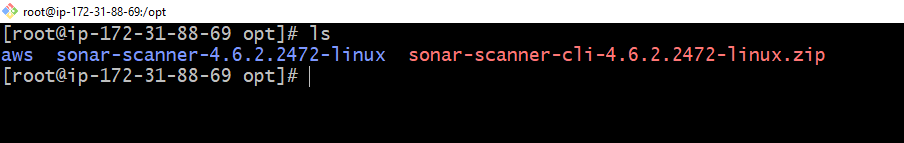 root@ip-172-31-88-69:/opt
[root@ip-172-31-88-69 opt]# ls
aws  sonar-scanner-4.6.2.2472-linux  sonar-scanner-cli-4.6.2.2472-linux.zip
[root@ip-172-31-88-69 opt]#